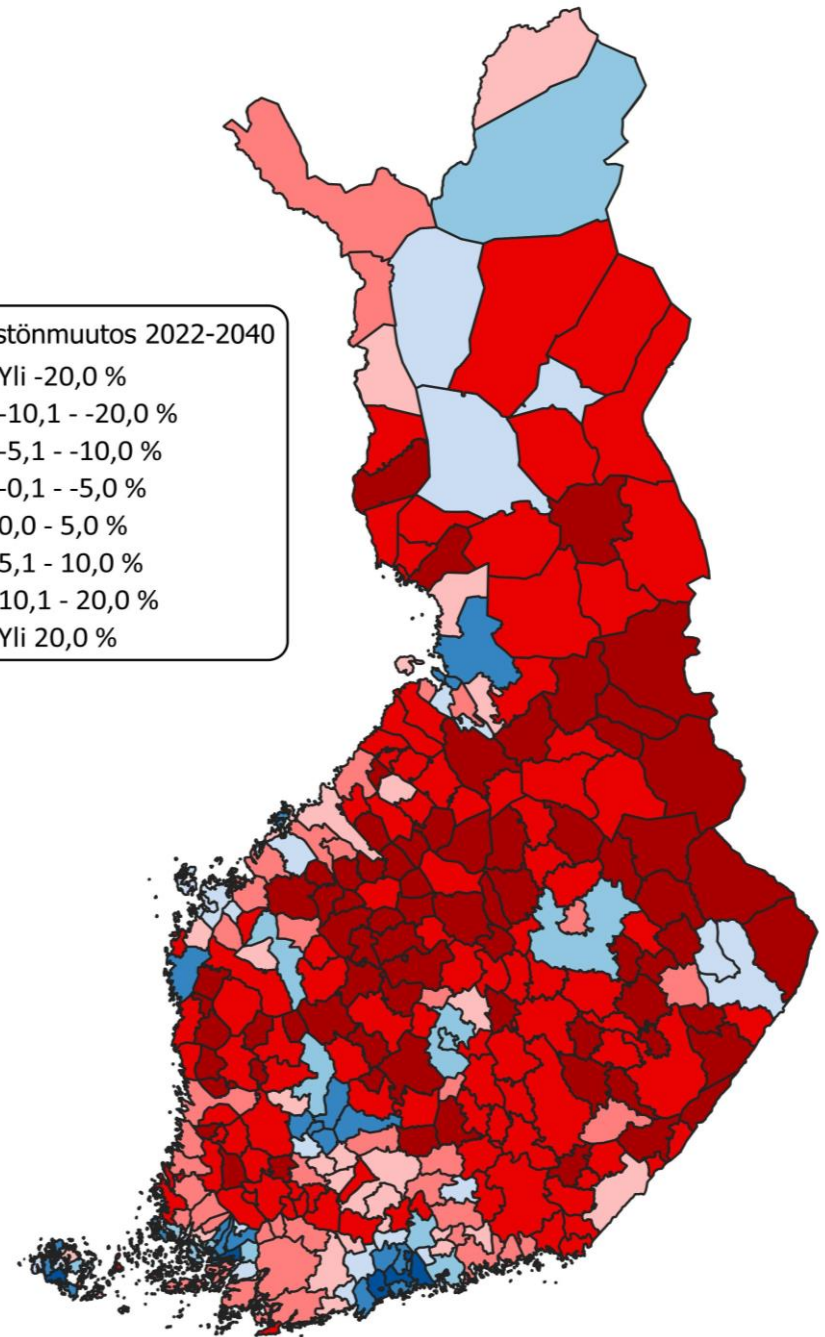 stönmuutos 2022-2040
Yli -20,0 %
-10,1 - -20,0 %
-5,1 - -10,0 %
-0,1 - -5,0 %
0,0 - 5,0 %
5,1 - 10,0 %
10,1 - 20,0 %
Yli 20,0 %